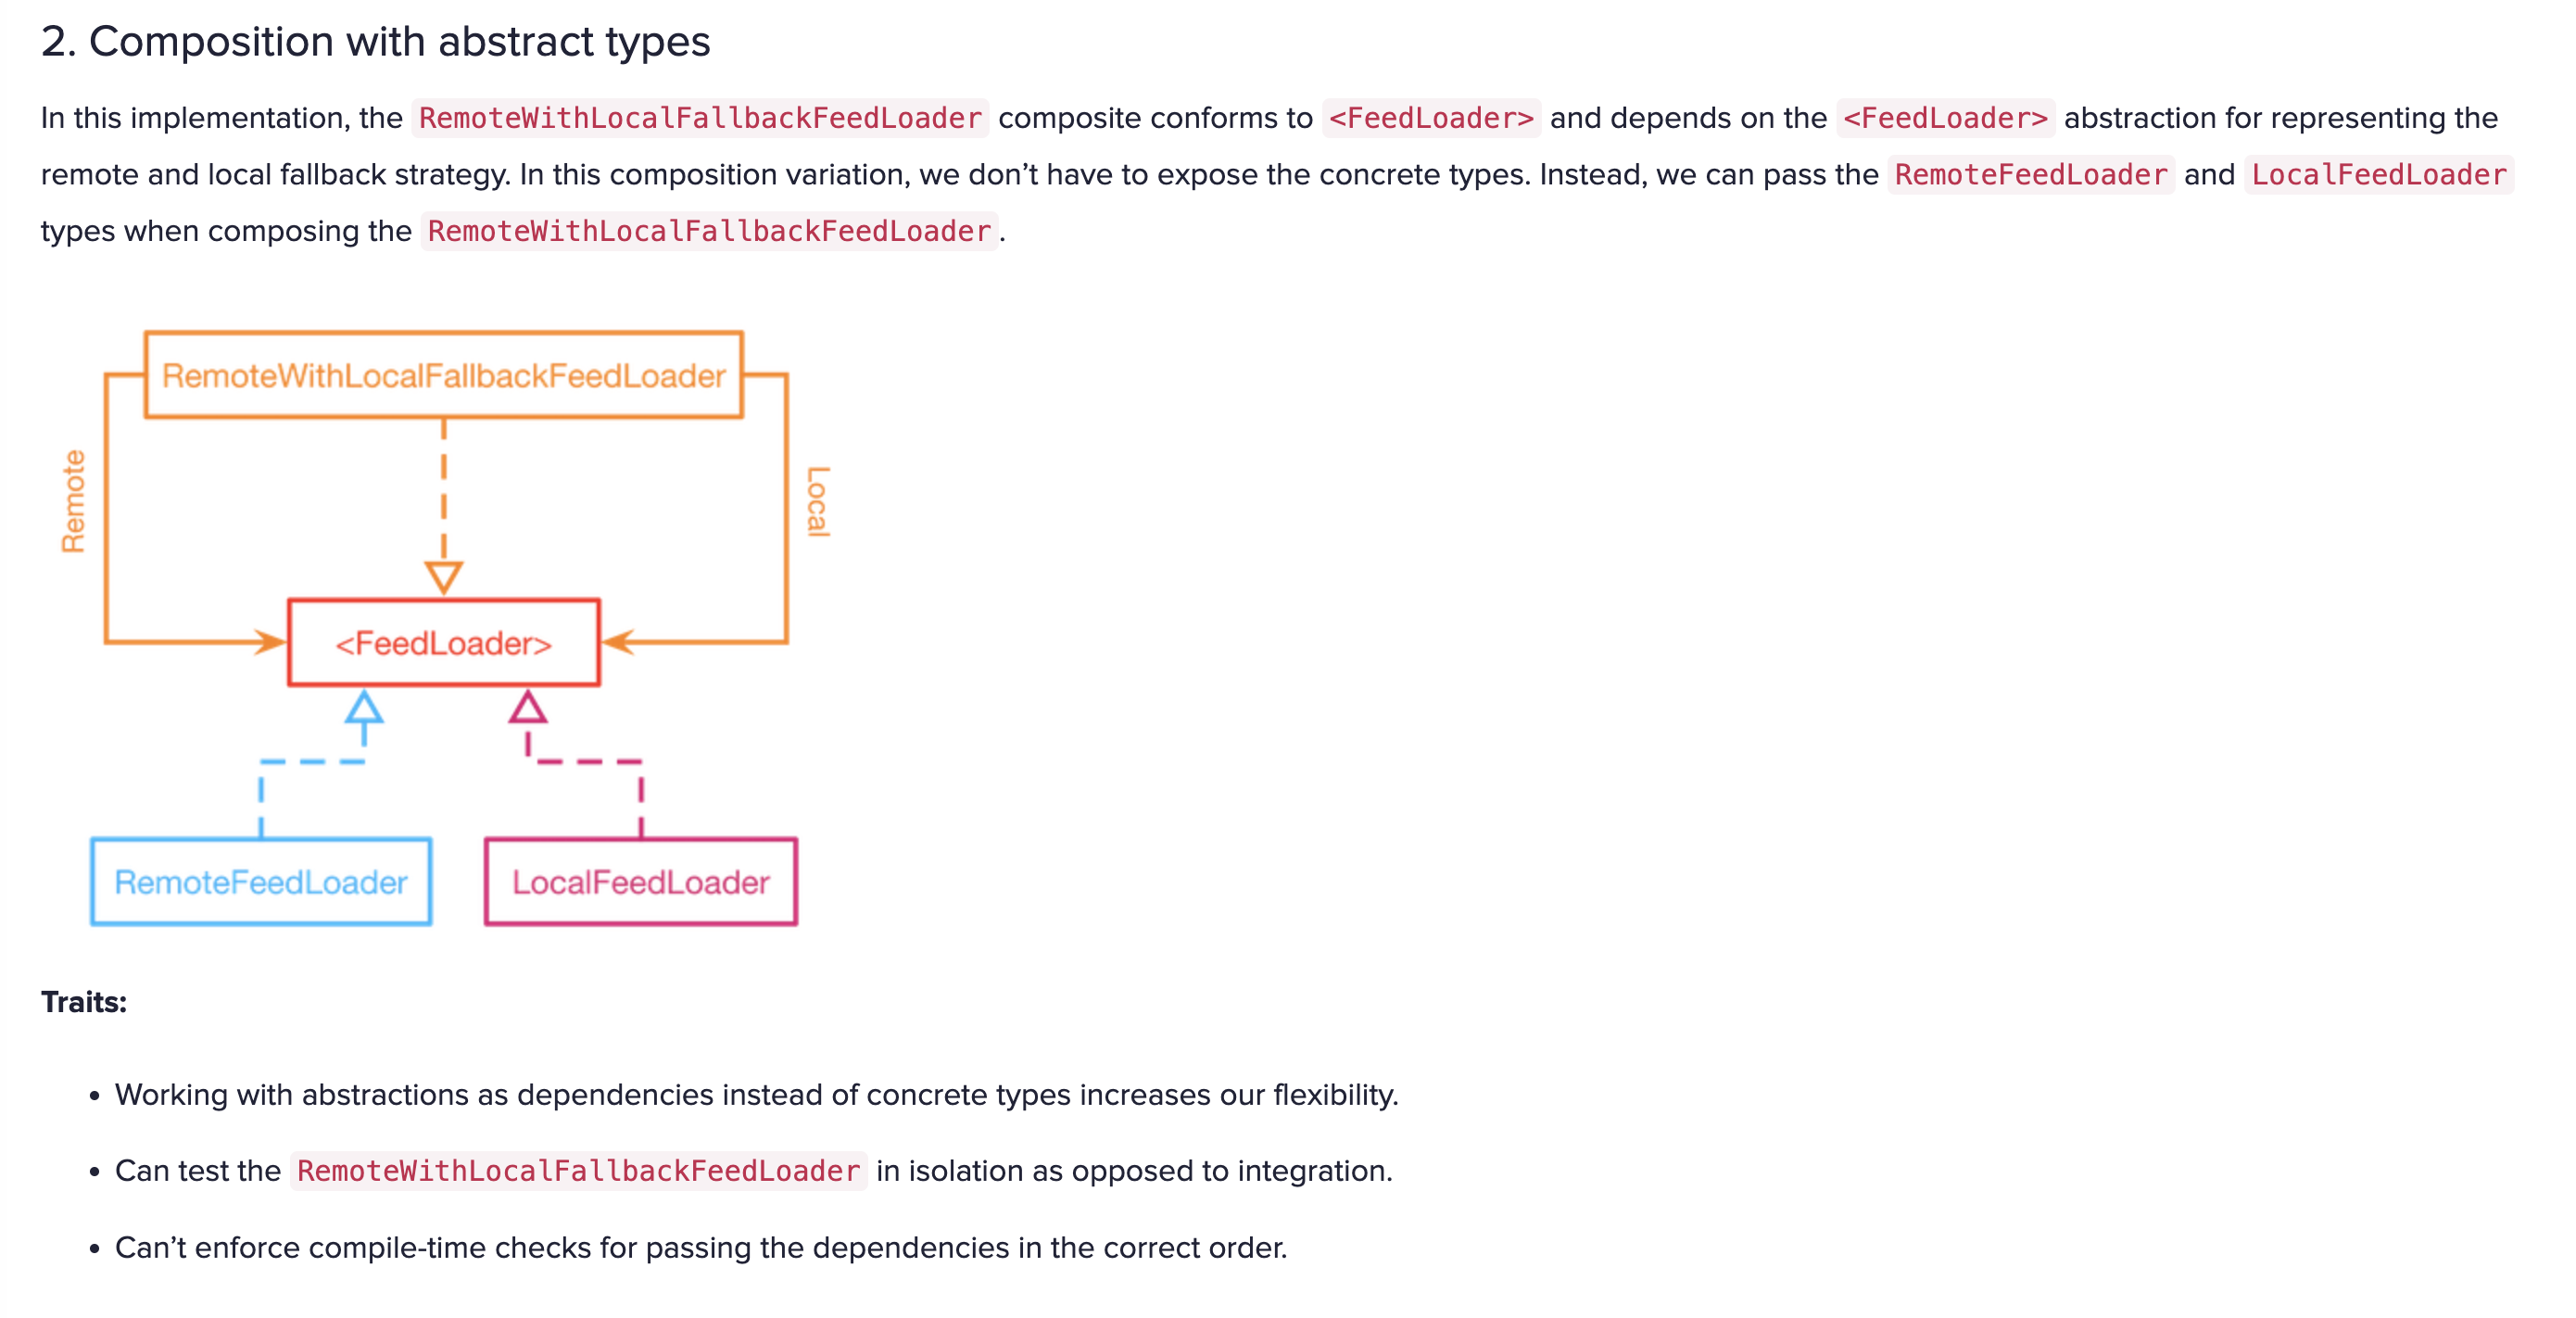 2. Composition with abstract types
In this implementation, the RemoteWithLocalFallbackFeedLoader composite conforms to <FeedLoader> and depends on the <FeedLoader> abstraction for representing the
remote and local fallback strategy. In this composition variation, we don’t have to expose the concrete types. Instead, we can pass the RemoteFeedLoader and LocalFeedLoader
types when composing the RemoteWithLocalFallbackFeedLoader.
RemoteWithLocalFallbackFeedLoader
Remote
Local
<FeedLoader>
RemoteFeedLoader
LocalFeedLoader
Traits:
• Working with abstractions as dependencies instead of concrete types increases our flexibility.
• Can test the RemoteWithLocalFallbackFeedLoader in isolation as opposed to integration.
• Can’t enforce compile-time checks for passing the dependencies in the correct order.